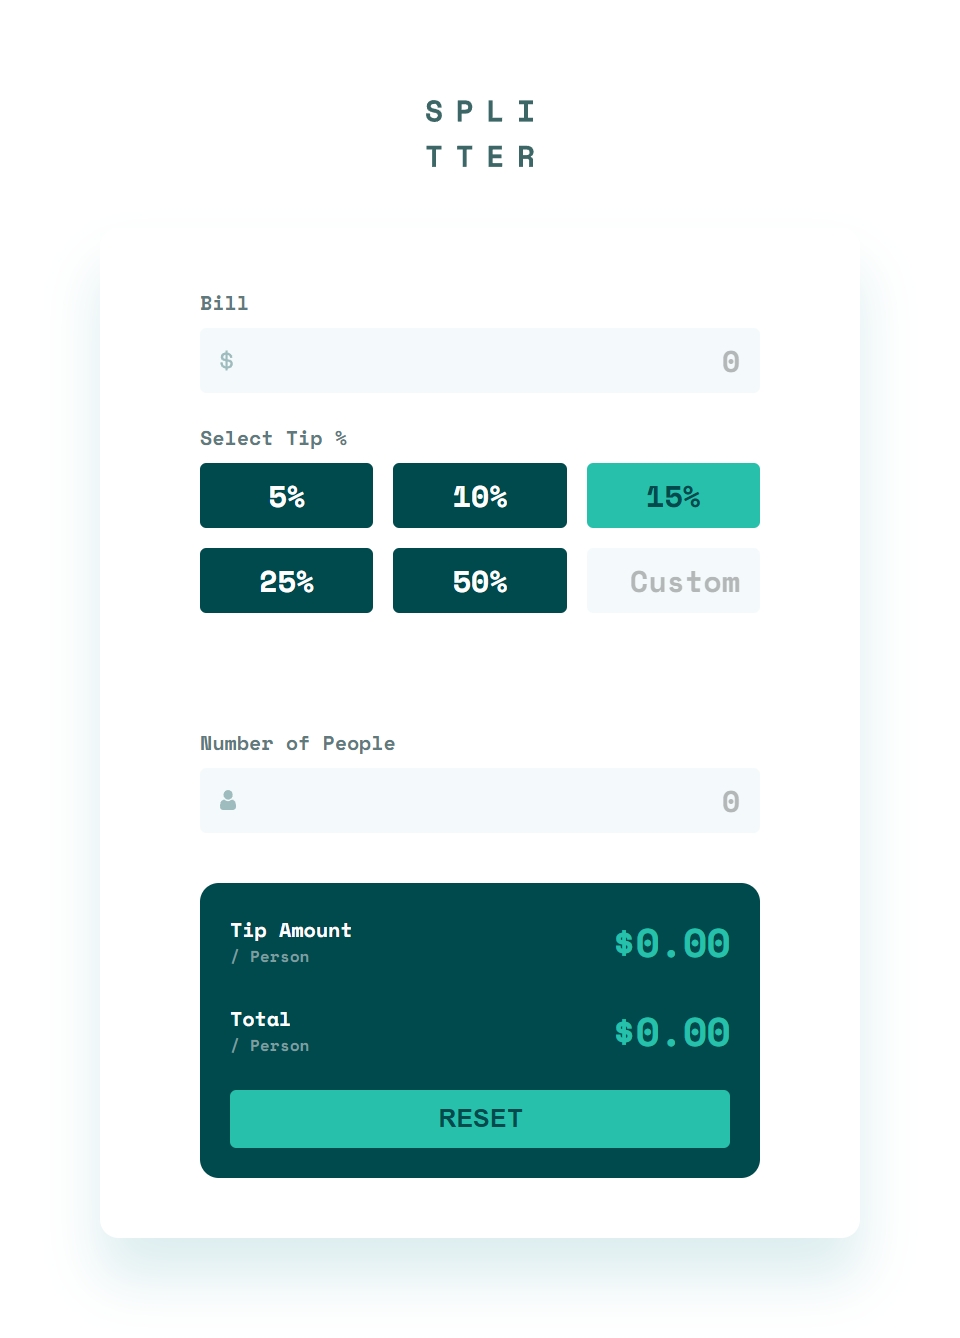 SPLI
TTER
Bill
$ 0
Select Tip %
5% 10% 15%
25% 50% Custom
Number of People
0
Tip Amount
/ Person
$0.00
Total
/ Person
$0.00
RESET